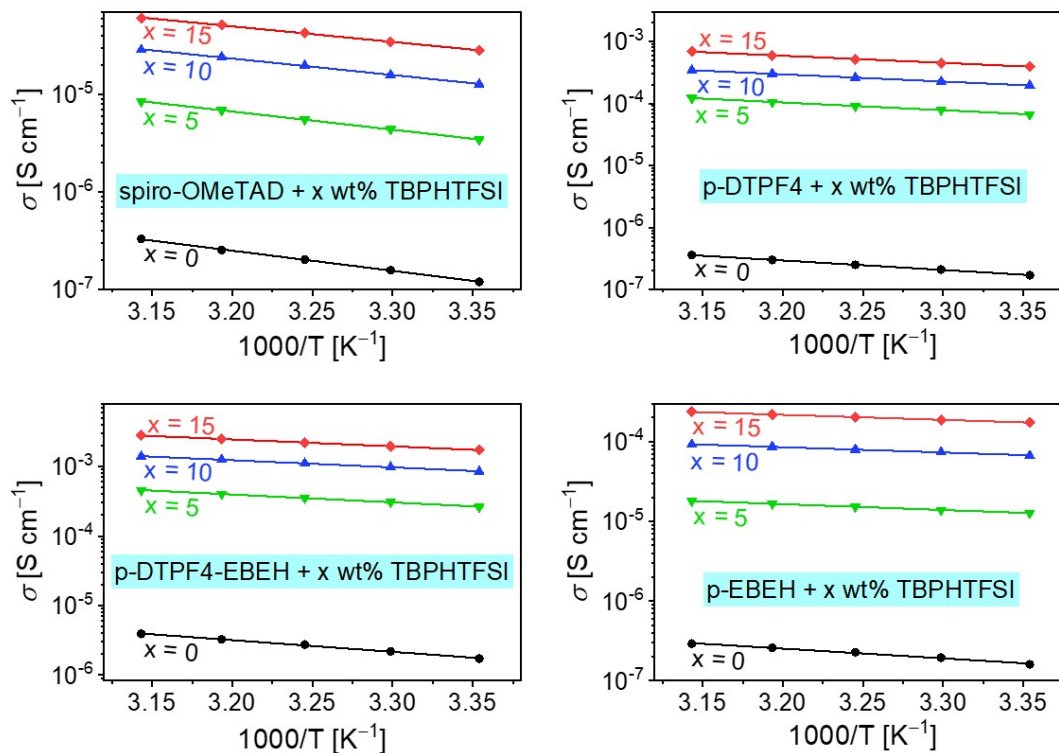 σ [S cm⁻¹]
10⁻⁵
10⁻⁶
10⁻⁷
x = 15
x = 10
x = 5
spiro-OMeTAD + x wt% TBPHTFSI
x = 0
3.15 3.20 3.25 3.30 3.35
1000/T [K⁻¹]
σ [S cm⁻¹]
10⁻³
10⁻⁴
10⁻⁵
10⁻⁶
10⁻⁷
x = 15
x = 10
x = 5
p-DTPF4 + x wt% TBPHTFSI
x = 0
3.15 3.20 3.25 3.30 3.35
1000/T [K⁻¹]
σ [S cm⁻¹]
10⁻³
10⁻⁴
10⁻⁵
10⁻⁶
x = 15
x = 10
x = 5
p-DTPF4-EBEH + x wt% TBPHTFSI
x = 0
3.15 3.20 3.25 3.30 3.35
1000/T [K⁻¹]
σ [S cm⁻¹]
10⁻⁴
10⁻⁵
10⁻⁶
10⁻⁷
x = 15
x = 10
x = 5
p-EBEH + x wt% TBPHTFSI
x = 0
3.15 3.20 3.25 3.30 3.35
1000/T [K⁻¹]